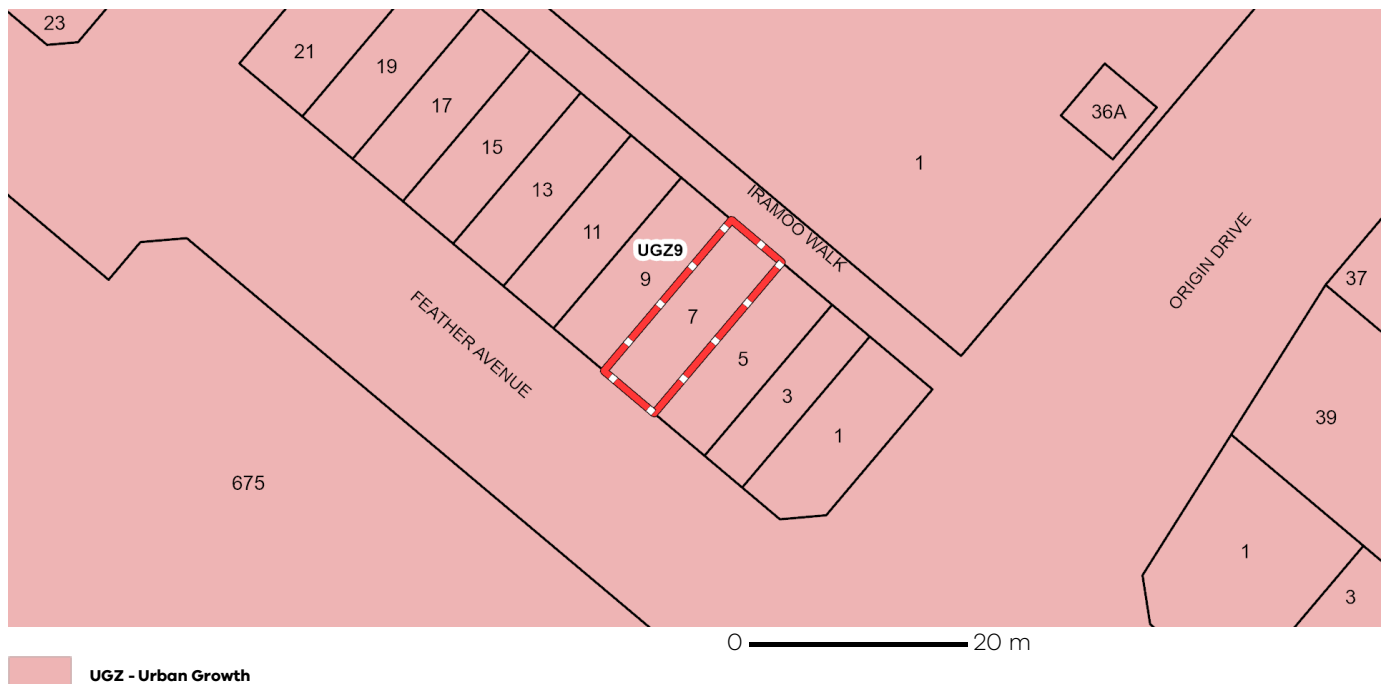 23
21
19
17
15
13
11
UGZ9
9
7
5
3
1
IRAMOO WALK
1
36A
ORIGIN DRIVE
37
39
1
3
FEATHER AVENUE
675
0 20 m
UGZ - Urban Growth